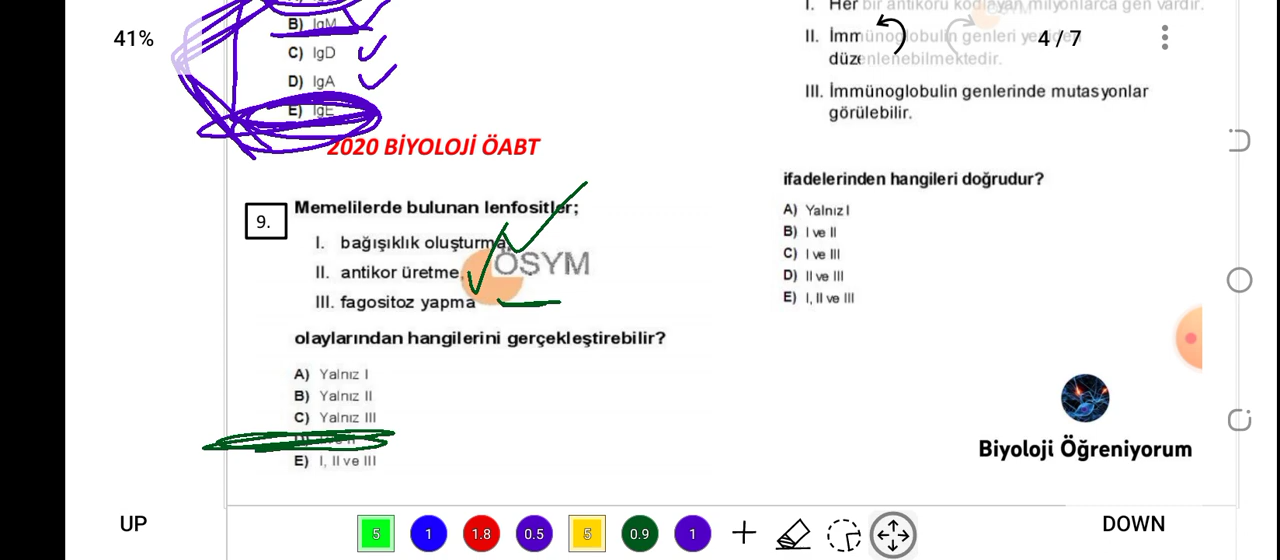 41%
B) IgM
C) IgD
D) IgA
E) IgE
2020 BİYOLOJİ ÖABT
9.
Memelilerde bulunan lenfositler;
I. bağışıklık oluşturma,
II. antikor üretme,
III. fagositoz yapma
ÖSYM
olaylarından hangilerini gerçekleştirebilir?
A) Yalnız I
B) Yalnız II
C) Yalnız III
E) I, II ve III
I. Her bir antikoru kodlayan milyonlarca gen vardır.
4 / 7
II. İmmünoglobulin genleri yeniden
düzenlenebilmektedir.
III. İmmünoglobulin genlerinde mutasyonlar
görülebilir.
ifadelerinden hangileri doğrudur?
A) Yalnız I
B) I ve II
C) I ve III
D) II ve III
E) I, II ve III
Biyoloji Öğreniyorum
UP
5
1
1.8
0.5
5
0.9
1
DOWN